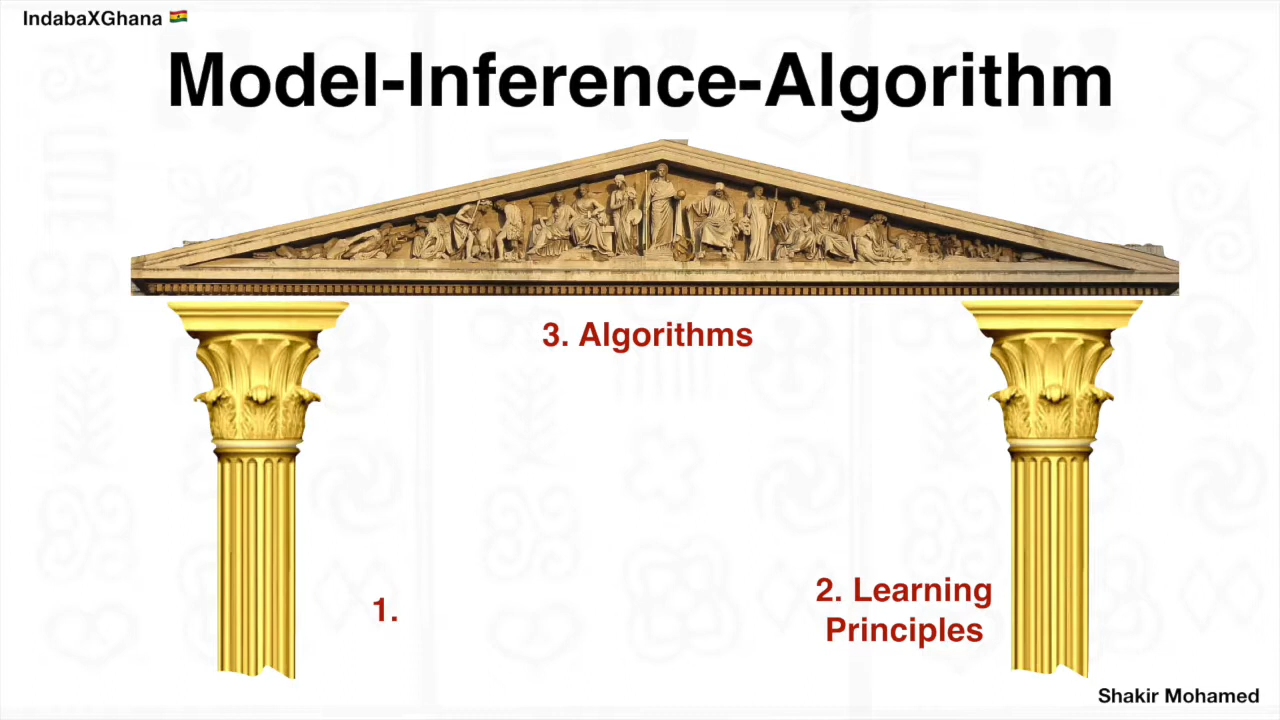 IndabaXGhana 🇬🇭
Model-Inference-Algorithm
3. Algorithms
1.
2. Learning
Principles
Shakir Mohamed